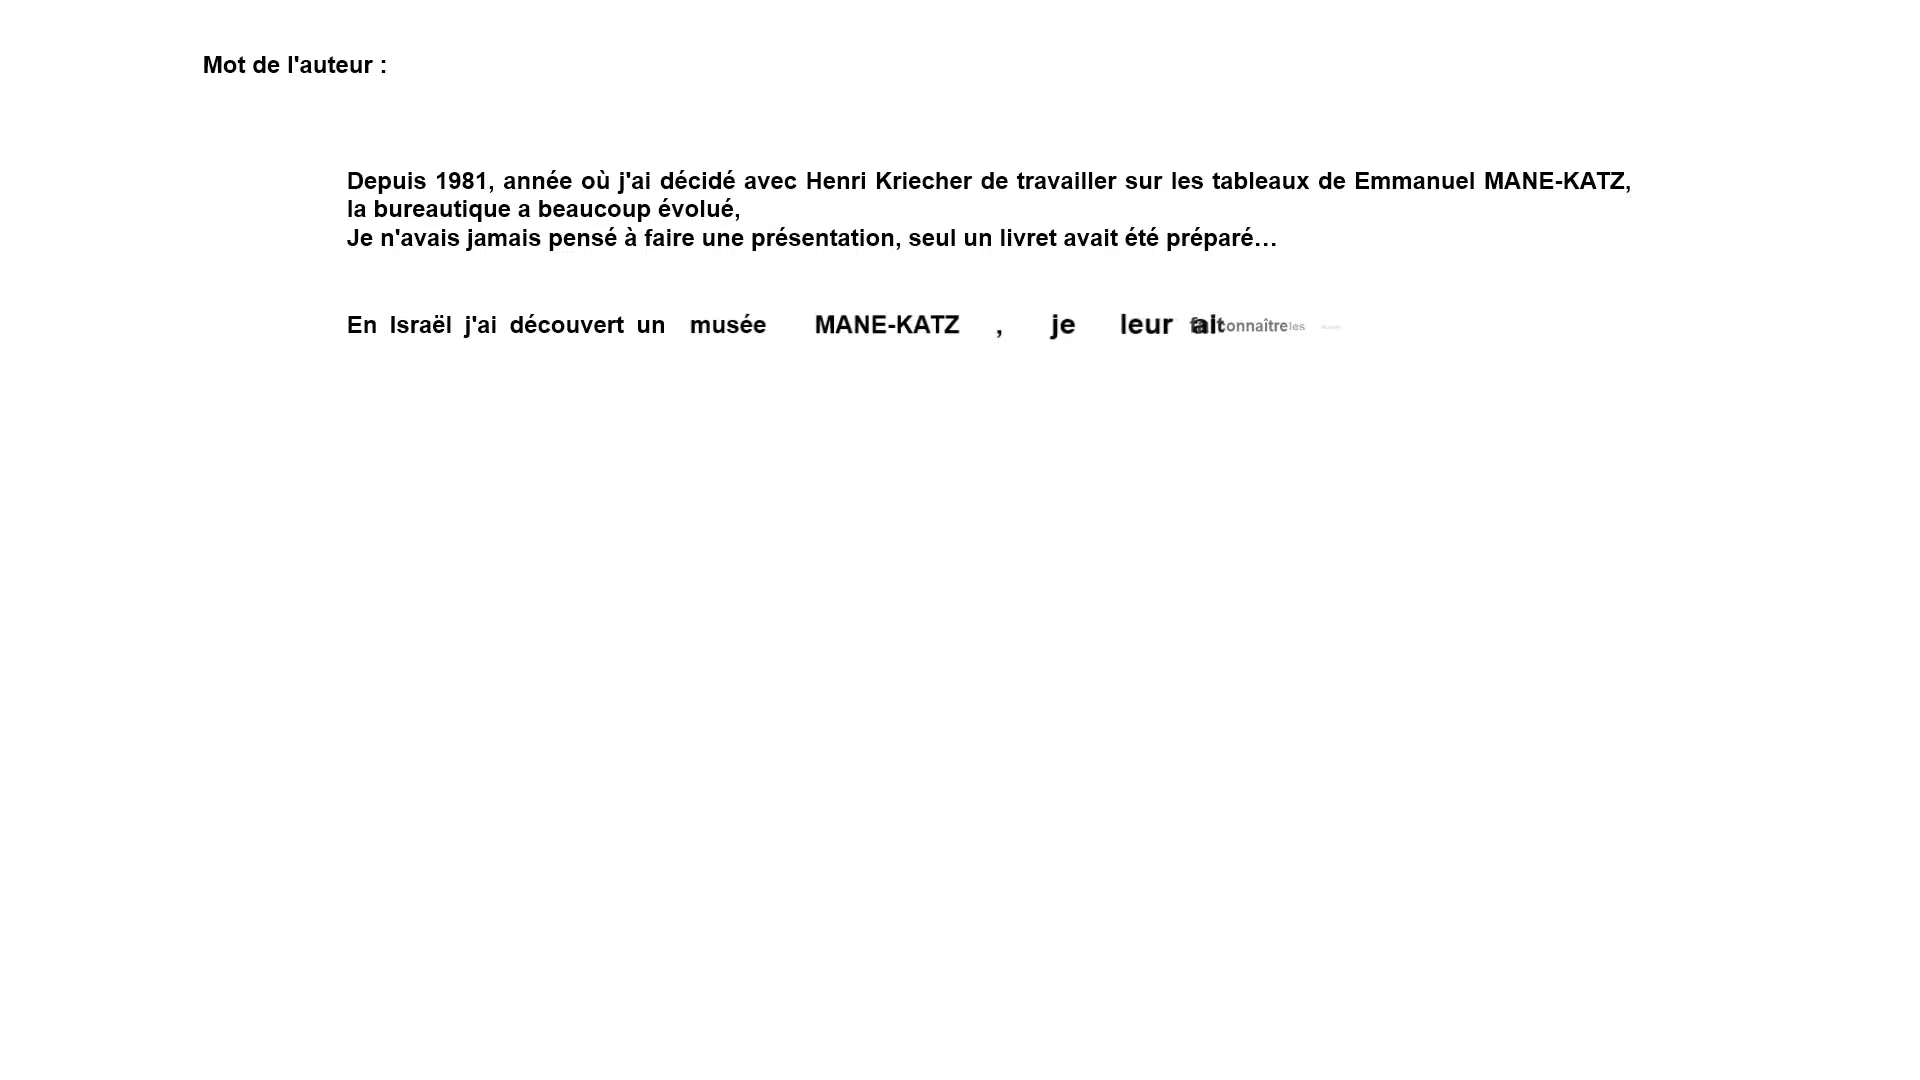 Mot de l'auteur :
Depuis 1981, année où j'ai décidé avec Henri Kriecher de travailler sur les tableaux de Emmanuel MANE-KATZ,
la bureautique a beaucoup évolué,
Je n'avais jamais pensé à faire une présentation, seul un livret avait été préparé…
En Israël j'ai découvert un musée MANE-KATZ , je leur ait connaître les